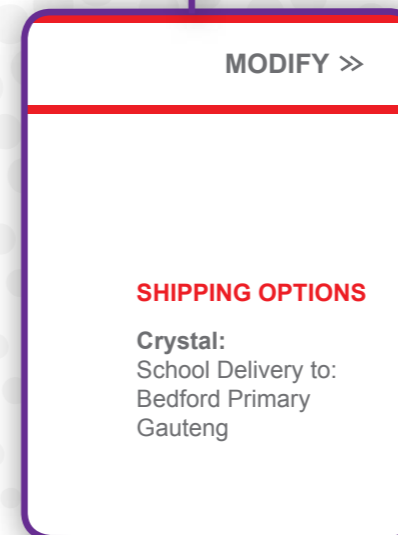 MODIFY >>
SHIPPING OPTIONS
Crystal:
School Delivery to:
Bedford Primary
Gauteng